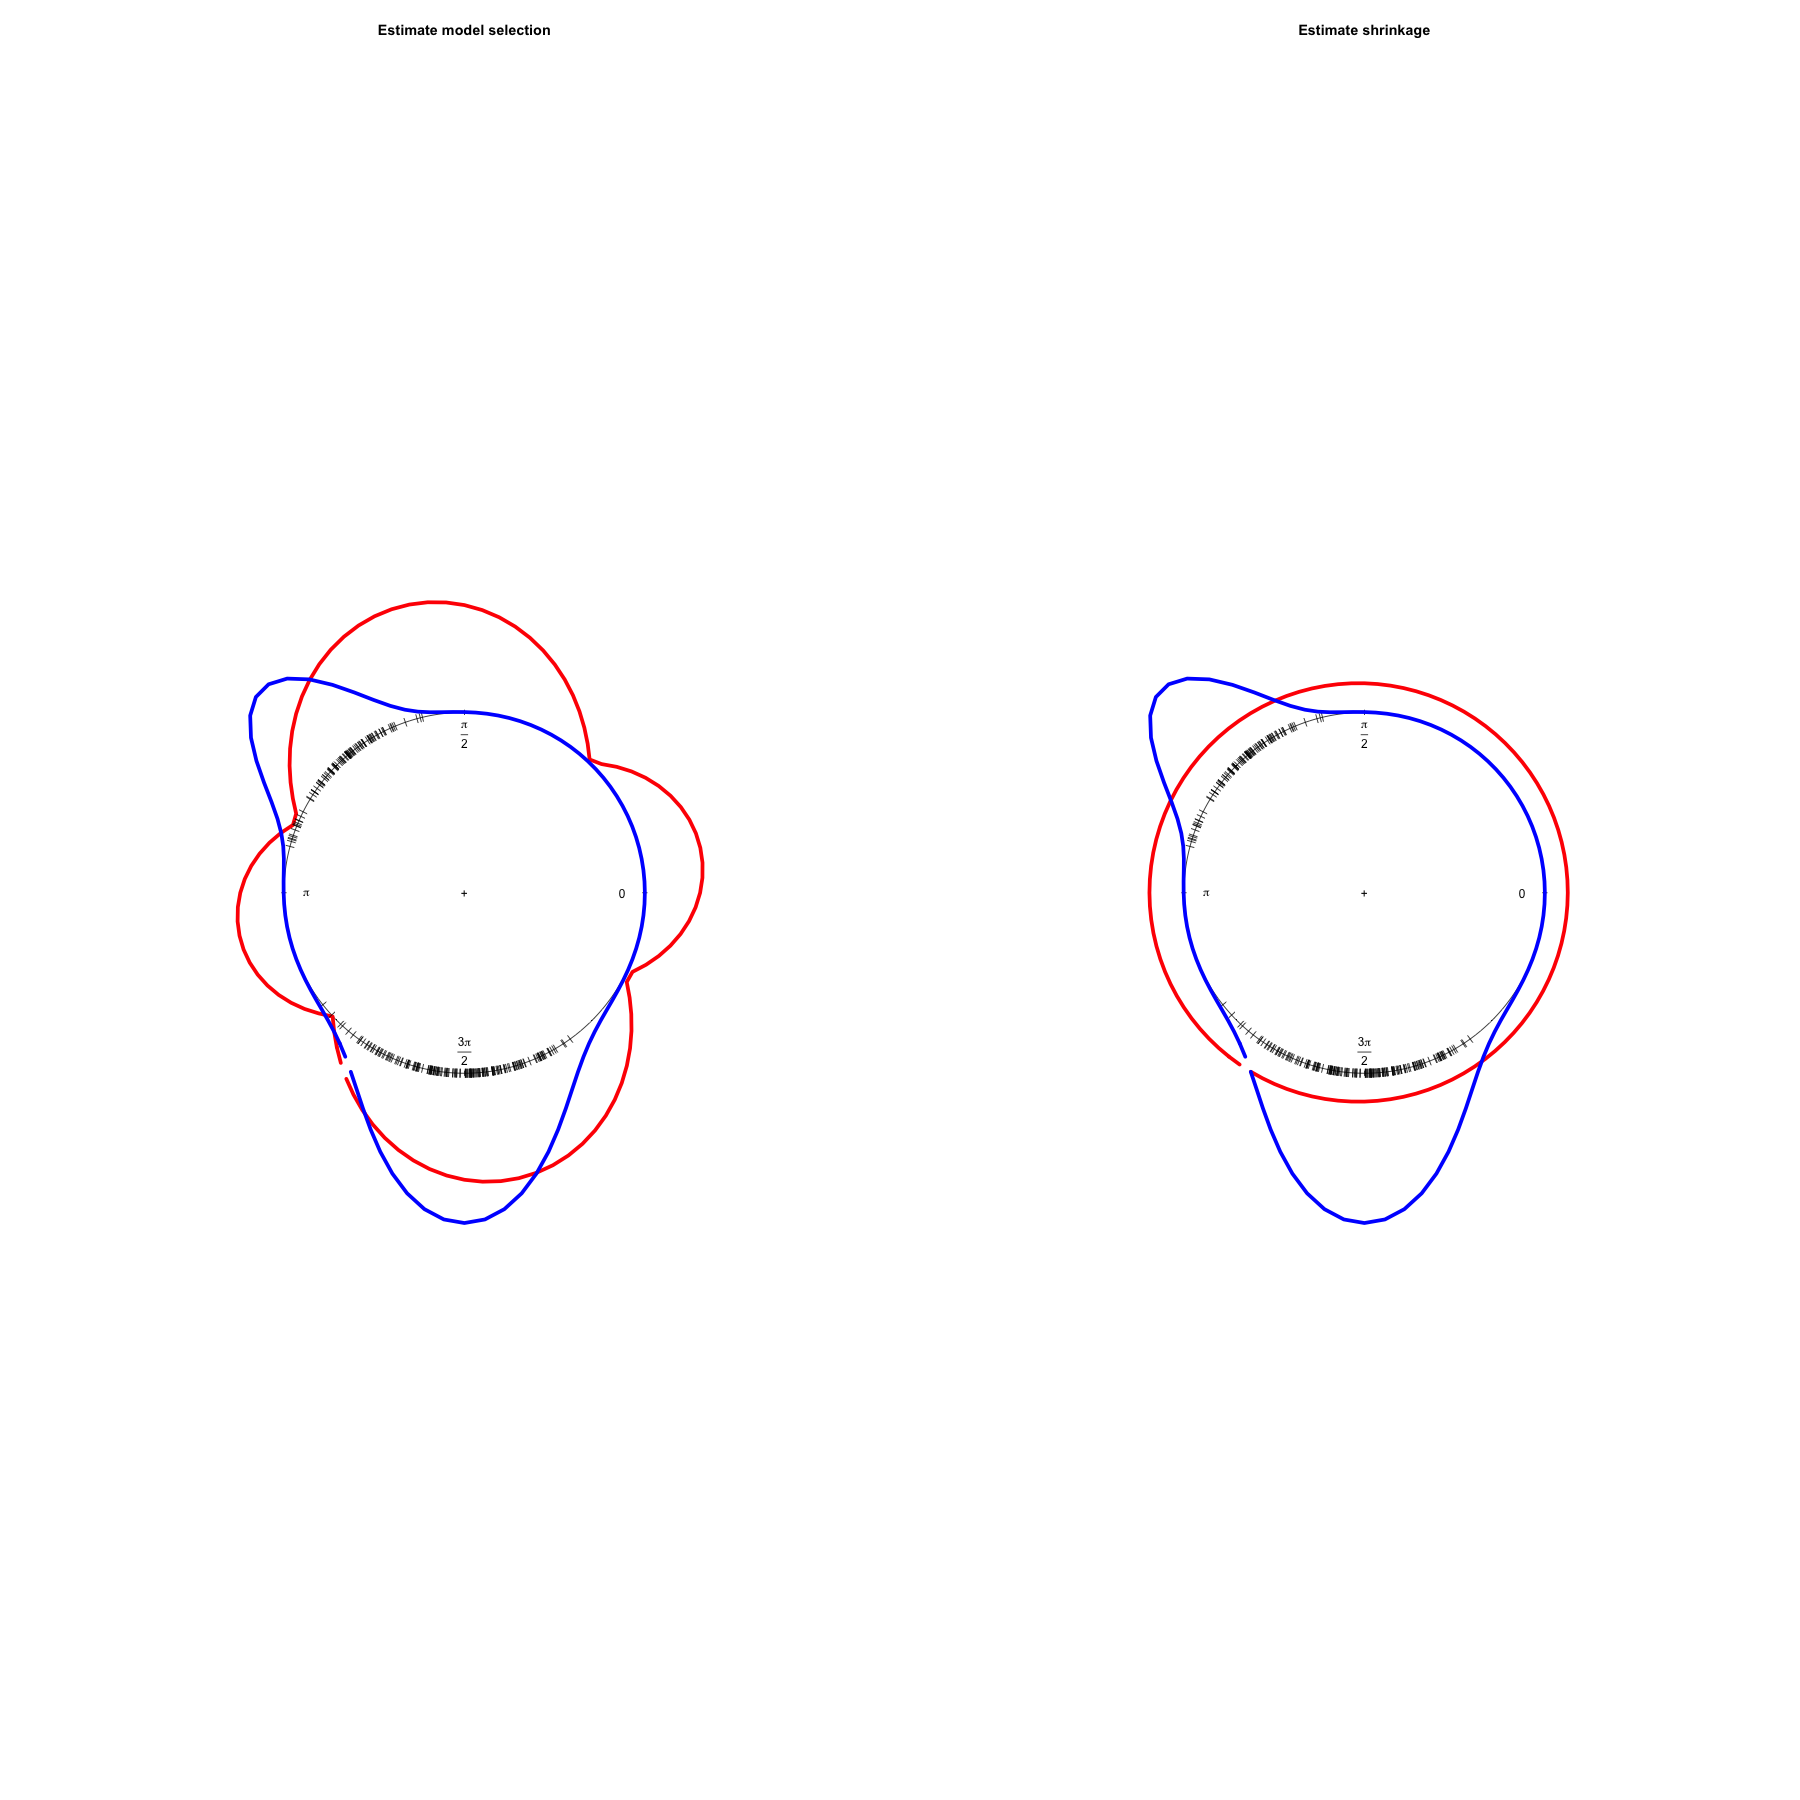 Estimate model selection
Estimate shrinkage
π
2
π
+
0
3π
2
π
2
π
+
0
3π
2